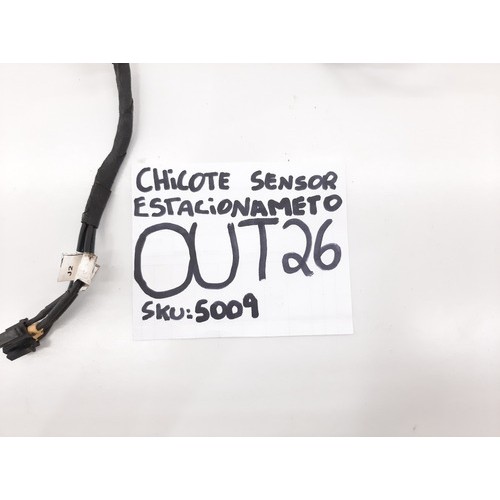 CHICOTE SENSOR
ESTACIONAMETO
OUT26
SKU:5009